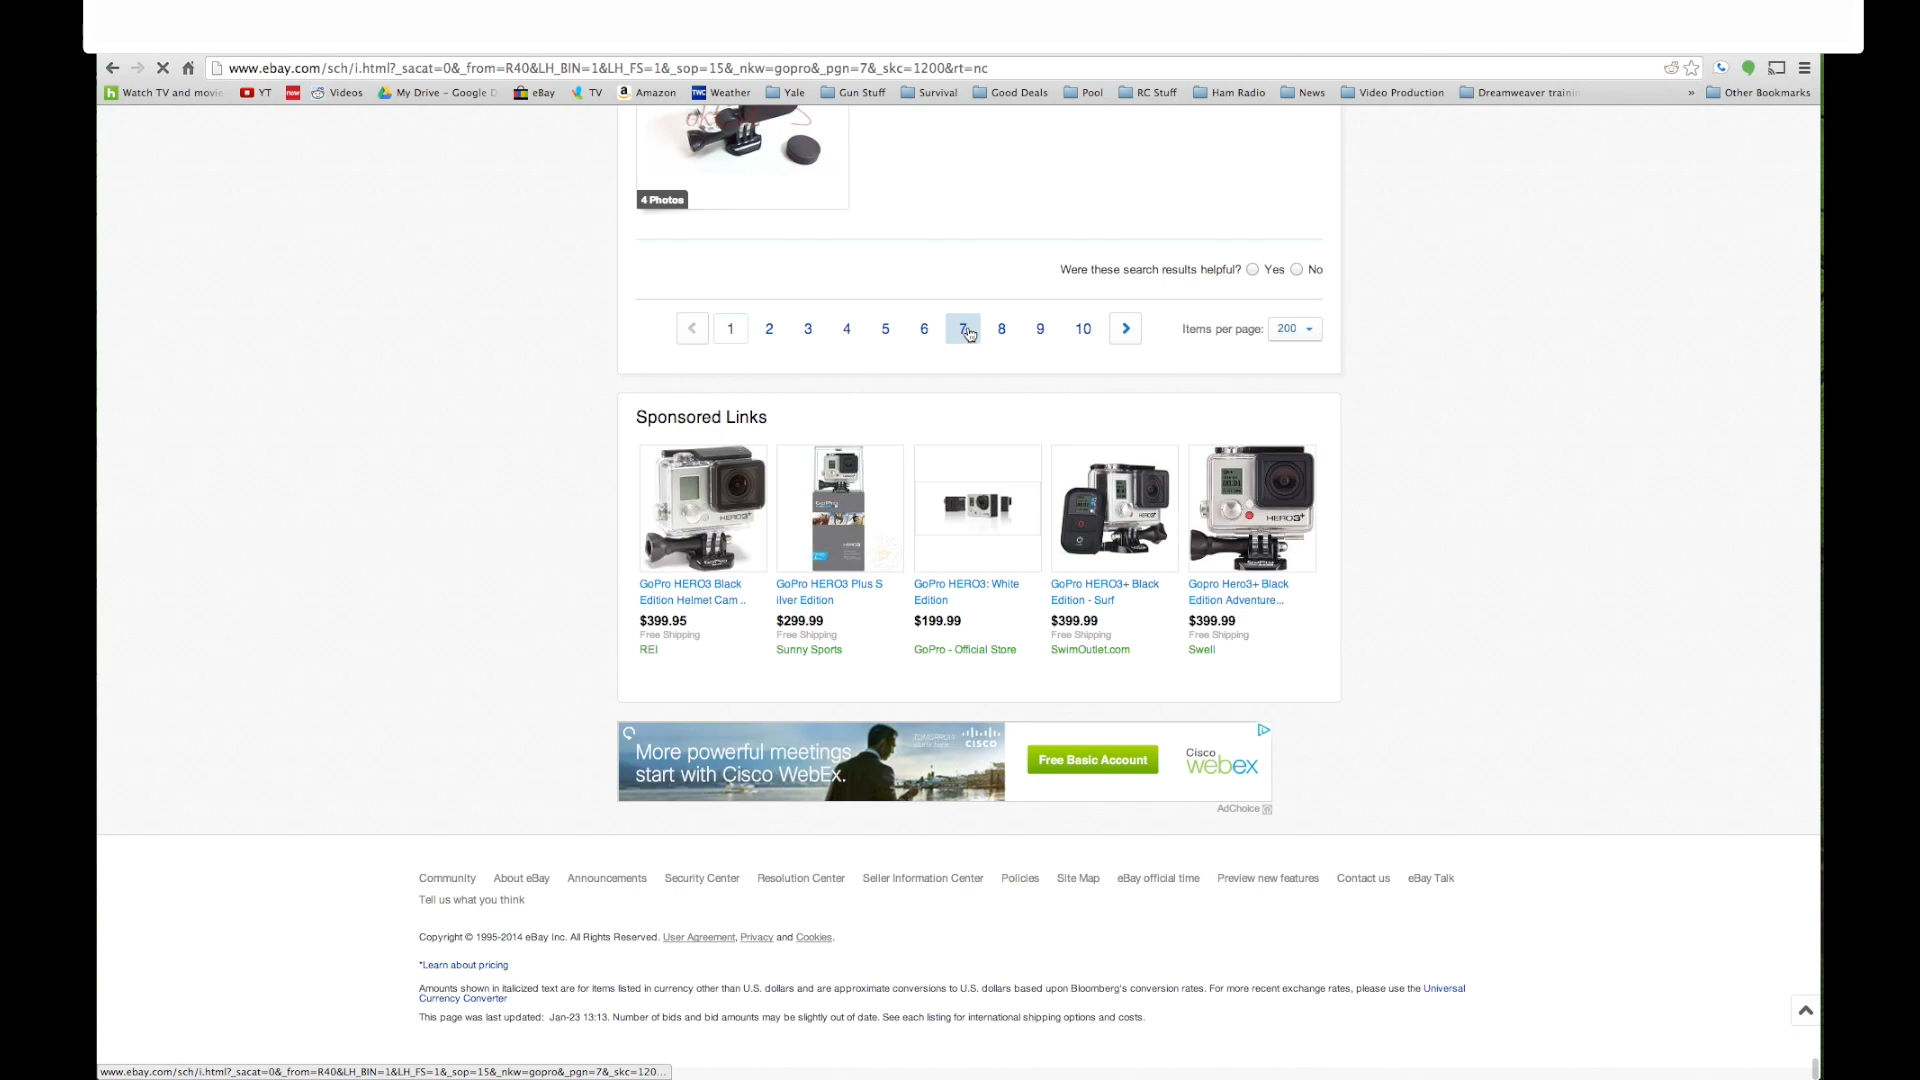 www.ebay.com/sch/i.html?_sacat=0&_from=R40&LH_BIN=1&LH_FS=1&_sop=15&_nkw=gopro&_pgn=7&_skc=1200&rt=nc
Watch TV and movie YT now Videos My Drive - Google D eBay TV a Amazon TWC Weather Yale Gun Stuff Survival Good Deals Pool RC Stuff Ham Radio News Video Production Dreamweaver trainin » Other Bookmarks
4 Photos
Were these search results helpful? Yes No
1 2 3 4 5 6 7 8 9 10 Items per page: 200
Sponsored Links
GoPro HERO3 Black GoPro HERO3 Plus S GoPro HERO3: White GoPro HERO3+ Black Gopro Hero3+ Black
Edition Helmet Cam .. ilver Edition Edition Edition - Surf Edition Adventure...
$399.95 $299.99 $199.99 $399.99 $399.99
Free Shipping Free Shipping Free Shipping Free Shipping
REI Sunny Sports GoPro - Official Store SwimOutlet.com Swell
More powerful meetings
start with Cisco WebEx.
CISCO
Free Basic Account
Cisco
webex
AdChoice
Community About eBay Announcements Security Center Resolution Center Seller Information Center Policies Site Map eBay official time Preview new features Contact us eBay Talk
Tell us what you think
Copyright © 1995-2014 eBay Inc. All Rights Reserved. User Agreement, Privacy and Cookies.
*Learn about pricing
Amounts shown in italicized text are for items listed in currency other than U.S. dollars and are approximate conversions to U.S. dollars based upon Bloomberg's conversion rates. For more recent exchange rates, please use the Universal
Currency Converter
This page was last updated: Jan-23 13:13. Number of bids and bid amounts may be slightly out of date. See each listing for international shipping options and costs.
www.ebay.com/sch/i.html?_sacat=0&_from=R40&LH_BIN=1&LH_FS=1&_sop=15&_nkw=gopro&_pgn=7&_skc=120...